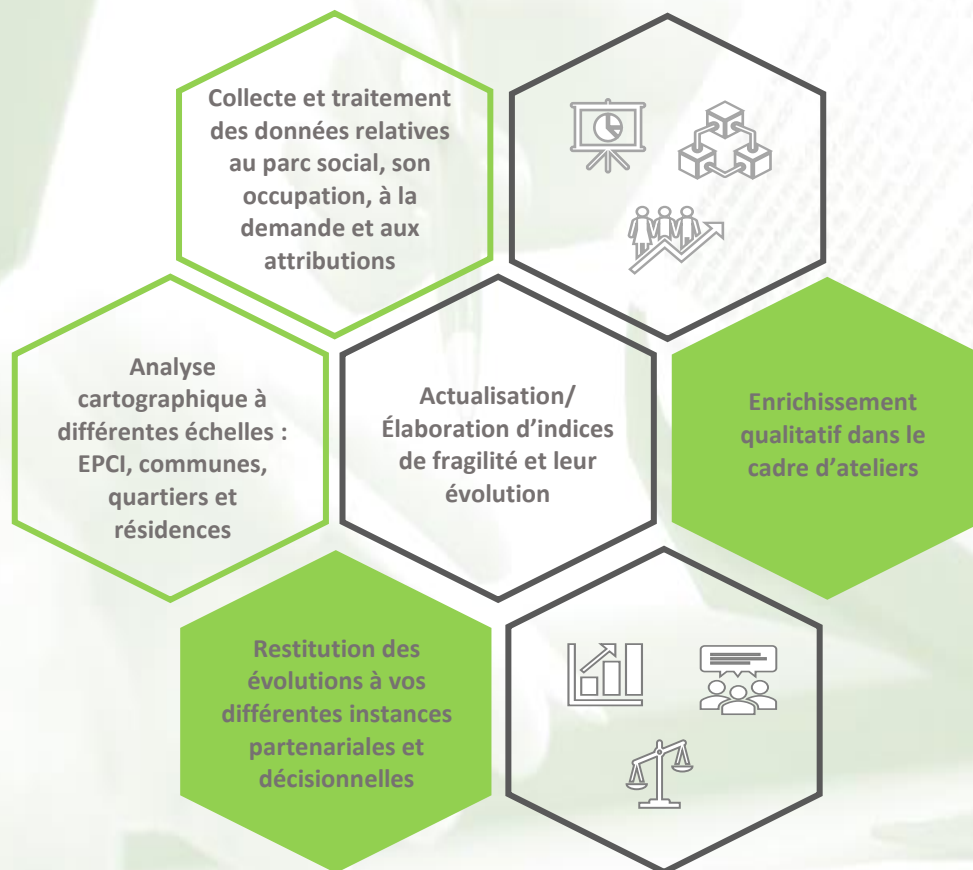 Collecte et traitement
des données relatives
au parc social, son
occupation, à la
demande et aux
attributions
Analyse
cartographique à
différentes échelles :
EPCI, communes,
quartiers et
résidences
Actualisation/
Élaboration d’indices
de fragilité et leur
évolution
Enrichissement
qualitatif dans le
cadre d’ateliers
Restitution des
évolutions à vos
différentes instances
partenariales et
décisionnelles